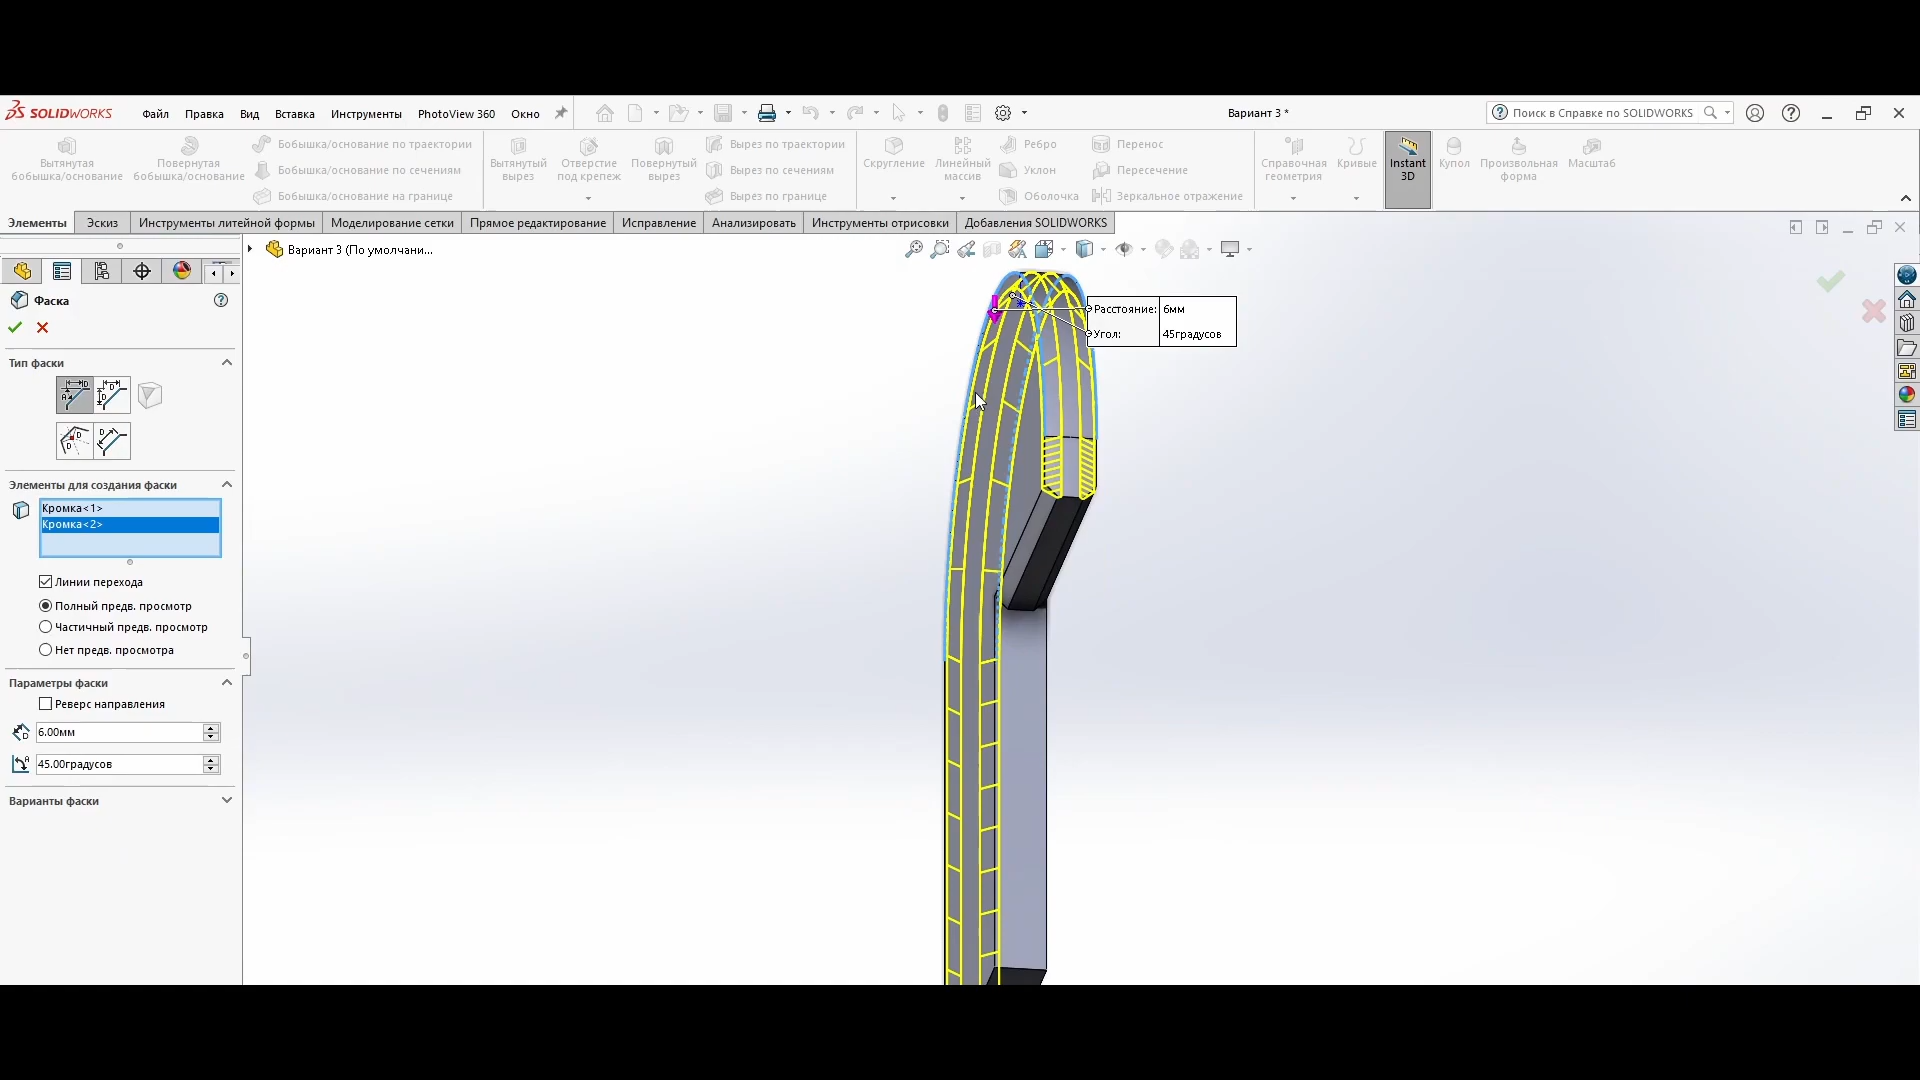 SOLIDWORKS
Файл Правка Вид Вставка Инструменты PhotoView 360 Окно
Вариант 3 *
Поиск в Справке по SOLIDWORKS
Вытянутая бобышка/основание
Повернутая бобышка/основание
Бобышка/основание по траектории
Бобышка/основание по сечениям
Бобышка/основание на границе
Вытянутый вырез
Отверстие под крепеж
Повернутый вырез
Вырез по траектории
Вырез по сечениям
Вырез по границе
Скругление
Линейный массив
Ребро
Уклон
Оболочка
Перенос
Пересечение
Зеркальное отражение
Справочная геометрия
Кривые
Instant 3D
Купол
Произвольная форма
Масштаб
Элементы Эскиз Инструменты литейной формы Моделирование сетки Прямое редактирование Исправление Анализировать Инструменты отрисовки Добавления SOLIDWORKS
Вариант 3 (По умолчани...
Фаска
Тип фаски
Элементы для создания фаски
Кромка<1>
Кромка<2>
Линии перехода
Полный предв. просмотр
Частичный предв. просмотр
Нет предв. просмотра
Параметры фаски
Реверс направления
6.00мм
45.00градусов
Варианты фаски
Расстояние: 6мм
Угол: 45градусов